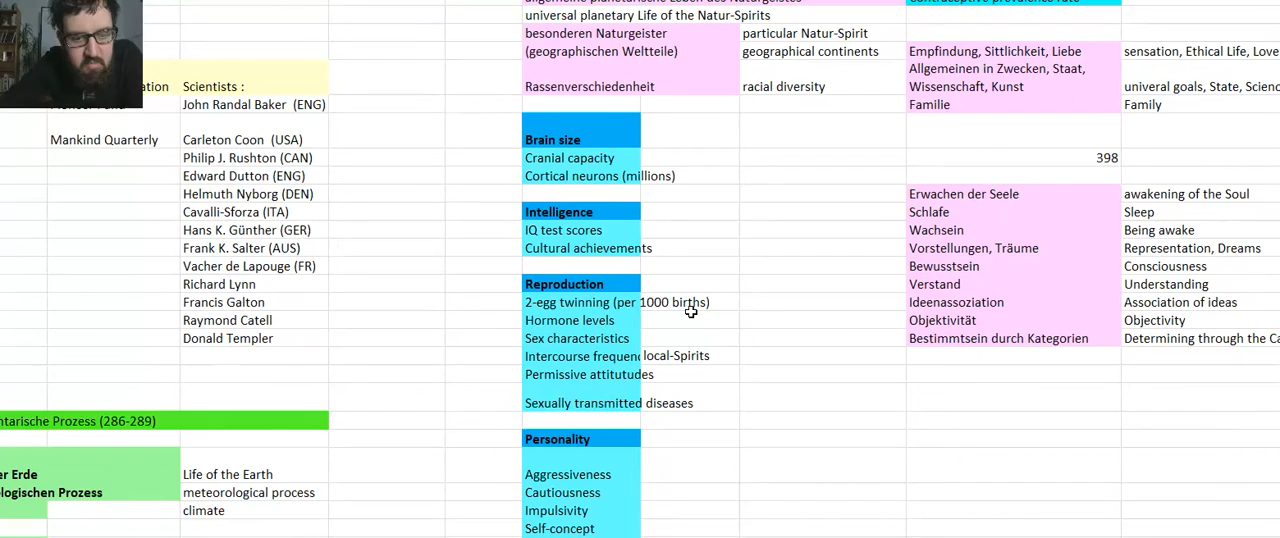 universal planetary Life of the Natur-Spirits
besonderen Naturgeister particular Natur-Spirit
(geographischen Weltteile) geographical continents Empfindung, Sittlichkeit, Liebe sensation, Ethical Life, Love
Allgemeinen in Zwecken, Staat,
Scientists : Rassenverschiedenheit racial diversity Wissenschaft, Kunst univeral goals, State, Scienc
John Randal Baker (ENG) Familie Family
Mankind Quarterly Carleton Coon (USA) Brain size
Philip J. Rushton (CAN) Cranial capacity 398
Edward Dutton (ENG) Cortical neurons (millions)
Helmuth Nyborg (DEN) Erwachen der Seele awakening of the Soul
Cavalli-Sforza (ITA) Intelligence Schlafe Sleep
Hans K. Günther (GER) IQ test scores Wachsein Being awake
Frank K. Salter (AUS) Cultural achievements Vorstellungen, Träume Representation, Dreams
Vacher de Lapouge (FR) Bewusstsein Consciousness
Richard Lynn Reproduction Verstand Understanding
Francis Galton 2-egg twinning (per 1000 births) Ideenassoziation Association of ideas
Raymond Catell Hormone levels Objektivität Objectivity
Donald Templer Sex characteristics Bestimmtsein durch Kategorien Determining through the Ca
Intercourse frequenc local-Spirits
Permissive attitutudes
Sexually transmitted diseases
ntarische Prozess (286-289)
Personality
er Erde Life of the Earth Aggressiveness
ologischen Prozess meteorological process Cautiousness
climate Impulsivity
Self-concept